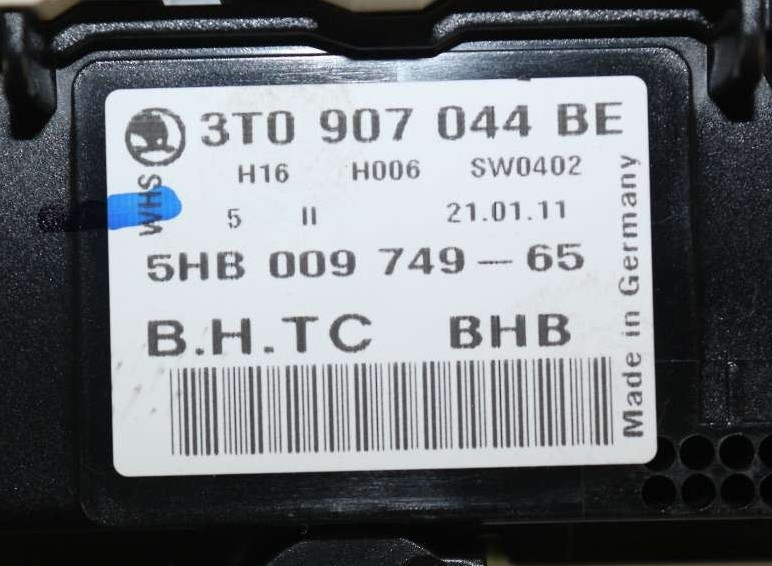 3T0 907 044 BE
H16 H006 SW0402
WHS
5 II 21.01.11
5HB 009 749-65
B.H.TC BHB
Made in Germany